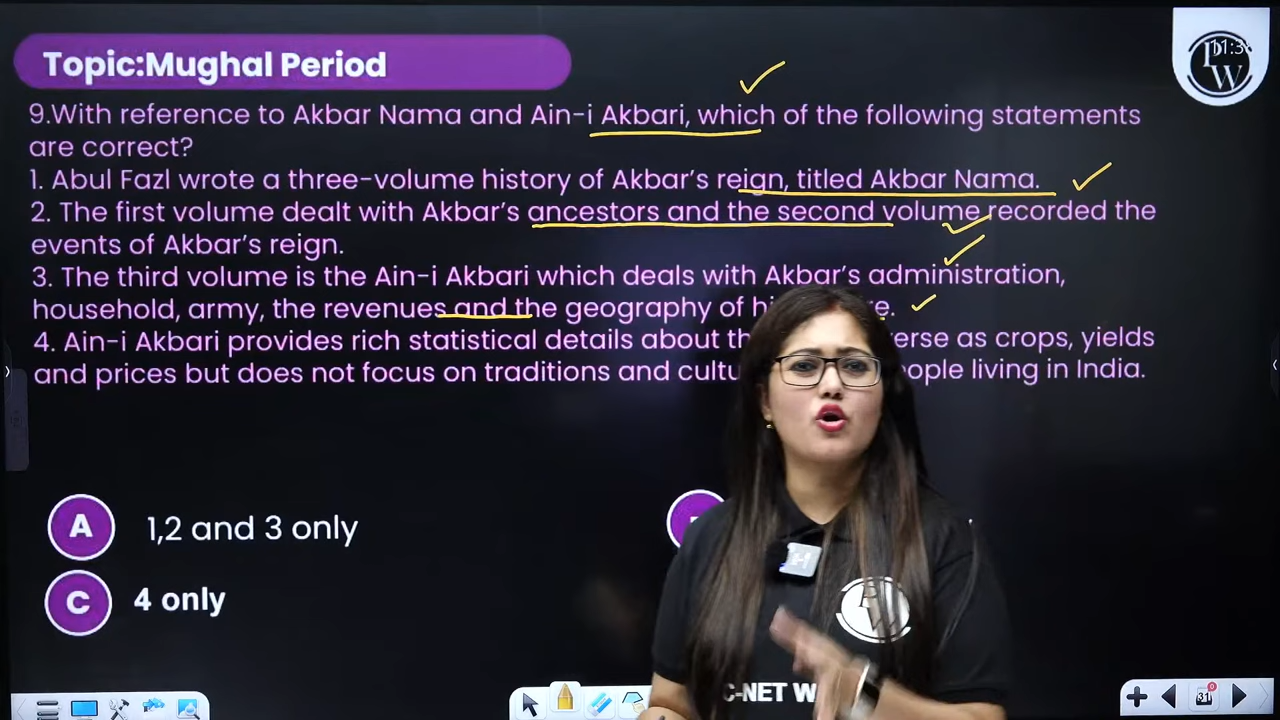 Topic:Mughal Period
9.With reference to Akbar Nama and Ain-i Akbari, which of the following statements
are correct?
1. Abul Fazl wrote a three-volume history of Akbar's reign, titled Akbar Nama.
2. The first volume dealt with Akbar's ancestors and the second volume recorded the
events of Akbar's reign.
3. The third volume is the Ain-i Akbari which deals with Akbar's administration,
household, army, the revenues and the geography of
4. Ain-i Akbari provides rich statistical details about as crops, yields
and prices but does not focus on traditions and living in India.
A 1,2 and 3 only
C 4 only
PW
PW
31